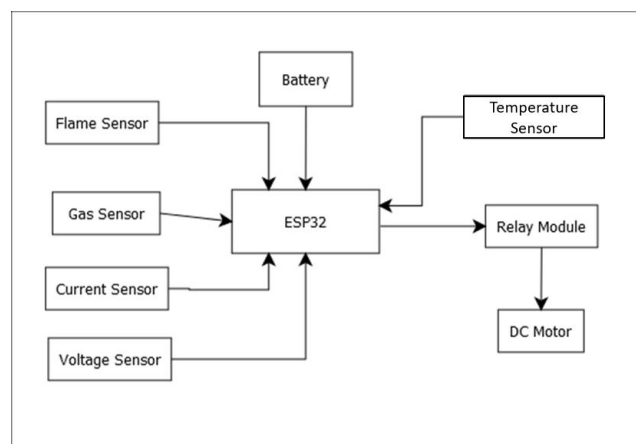 Battery
Temperature
Sensor
Flame Sensor
Gas Sensor
ESP32
Relay Module
Current Sensor
DC Motor
Voltage Sensor